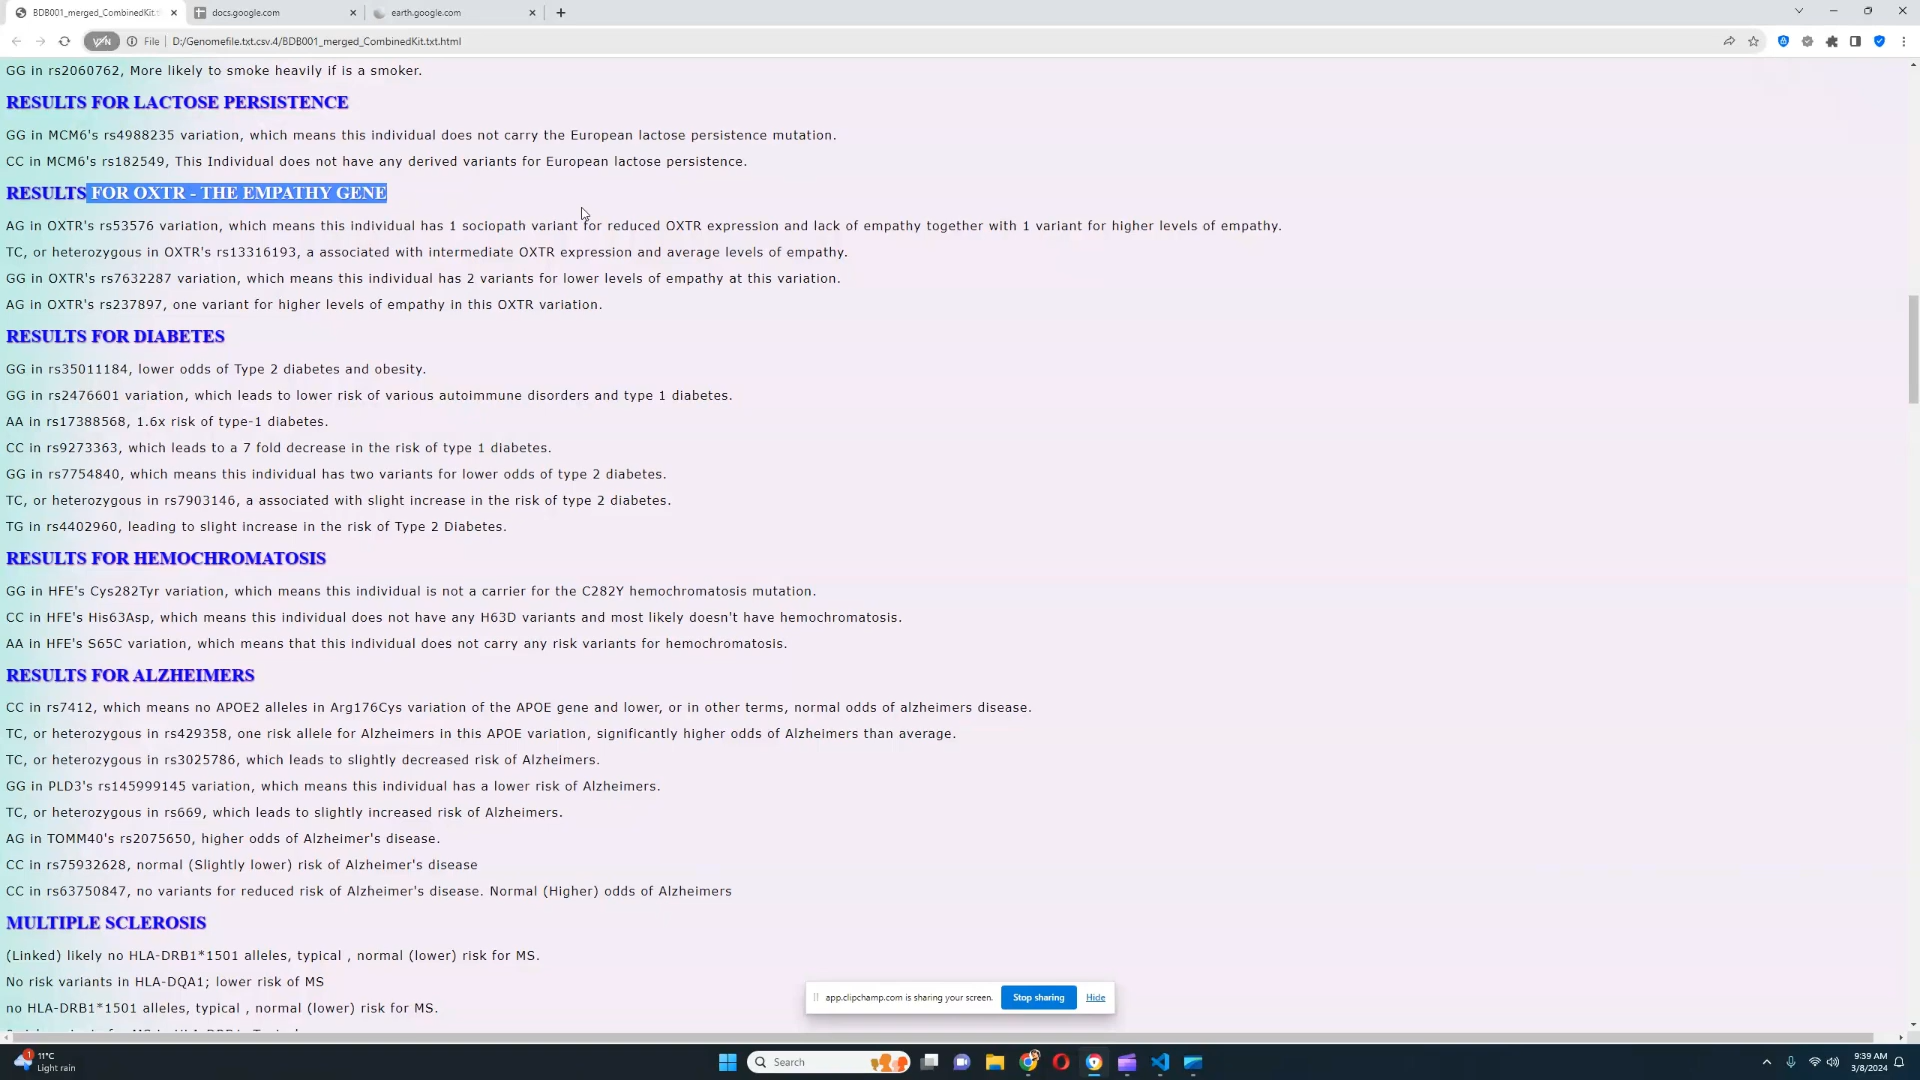 BDB001_merged_CombinedKit.t
docs.google.com
earth.google.com
VPN
File
D:/Genomefile.txt.csv.4/BDB001_merged_CombinedKit.txt.html
GG in rs2060762, More likely to smoke heavily if is a smoker.
RESULTS FOR LACTOSE PERSISTENCE
GG in MCM6's rs4988235 variation, which means this individual does not carry the European lactose persistence mutation.
CC in MCM6's rs182549, This Individual does not have any derived variants for European lactose persistence.
RESULTS FOR OXTR - THE EMPATHY GENE
AG in OXTR's rs53576 variation, which means this individual has 1 sociopath variant for reduced OXTR expression and lack of empathy together with 1 variant for higher levels of empathy.
TC, or heterozygous in OXTR's rs13316193, a associated with intermediate OXTR expression and average levels of empathy.
GG in OXTR's rs7632287 variation, which means this individual has 2 variants for lower levels of empathy at this variation.
AG in OXTR's rs237897, one variant for higher levels of empathy in this OXTR variation.
RESULTS FOR DIABETES
GG in rs35011184, lower odds of Type 2 diabetes and obesity.
GG in rs2476601 variation, which leads to lower risk of various autoimmune disorders and type 1 diabetes.
AA in rs17388568, 1.6x risk of type-1 diabetes.
CC in rs9273363, which leads to a 7 fold decrease in the risk of type 1 diabetes.
GG in rs7754840, which means this individual has two variants for lower odds of type 2 diabetes.
TC, or heterozygous in rs7903146, a associated with slight increase in the risk of type 2 diabetes.
TG in rs4402960, leading to slight increase in the risk of Type 2 Diabetes.
RESULTS FOR HEMOCHROMATOSIS
GG in HFE's Cys282Tyr variation, which means this individual is not a carrier for the C282Y hemochromatosis mutation.
CC in HFE's His63Asp, which means this individual does not have any H63D variants and most likely doesn't have hemochromatosis.
AA in HFE's S65C variation, which means that this individual does not carry any risk variants for hemochromatosis.
RESULTS FOR ALZHEIMERS
CC in rs7412, which means no APOE2 alleles in Arg176Cys variation of the APOE gene and lower, or in other terms, normal odds of alzheimers disease.
TC, or heterozygous in rs429358, one risk allele for Alzheimers in this APOE variation, significantly higher odds of Alzheimers than average.
TC, or heterozygous in rs3025786, which leads to slightly decreased risk of Alzheimers.
GG in PLD3's rs145999145 variation, which means this individual has a lower risk of Alzheimers.
TC, or heterozygous in rs669, which leads to slightly increased risk of Alzheimers.
AG in TOMM40's rs2075650, higher odds of Alzheimer's disease.
CC in rs75932628, normal (Slightly lower) risk of Alzheimer's disease
CC in rs63750847, no variants for reduced risk of Alzheimer's disease. Normal (Higher) odds of Alzheimers
MULTIPLE SCLEROSIS
(Linked) likely no HLA-DRB1*1501 alleles, typical , normal (lower) risk for MS.
No risk variants in HLA-DQA1; lower risk of MS
no HLA-DRB1*1501 alleles, typical , normal (lower) risk for MS.
app.clipchamp.com is sharing your screen.
Stop sharing
Hide
1
11°C
Light rain
Search
9:39 AM
3/8/2024